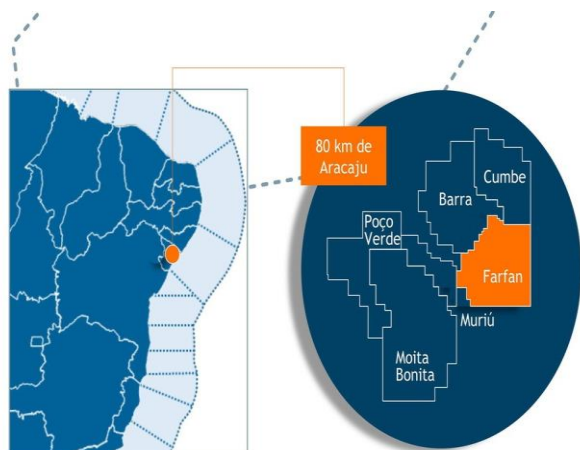 80 km de
Aracaju
Cumbe
Barra
Poço
Verde
Farfan
Muriú
Moita
Bonita